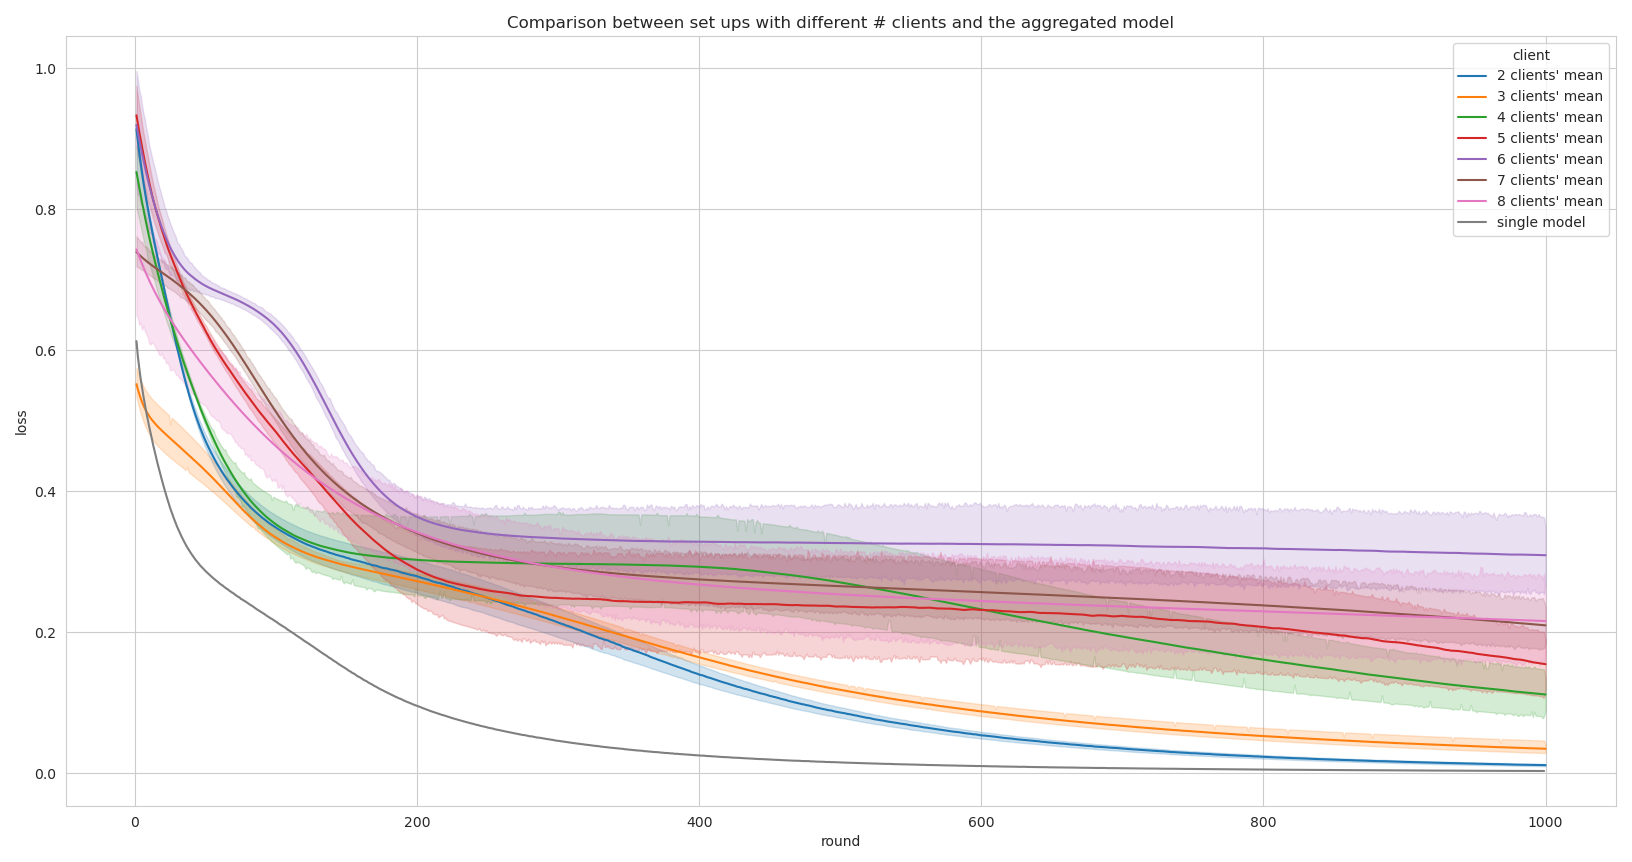 Comparison between set ups with different # clients and the aggregated model
client
2 clients' mean
3 clients' mean
4 clients' mean
5 clients' mean
6 clients' mean
7 clients' mean
8 clients' mean
single model
loss
1.0
0.8
0.6
0.4
0.2
0.0
0
200
400
600
800
1000
round